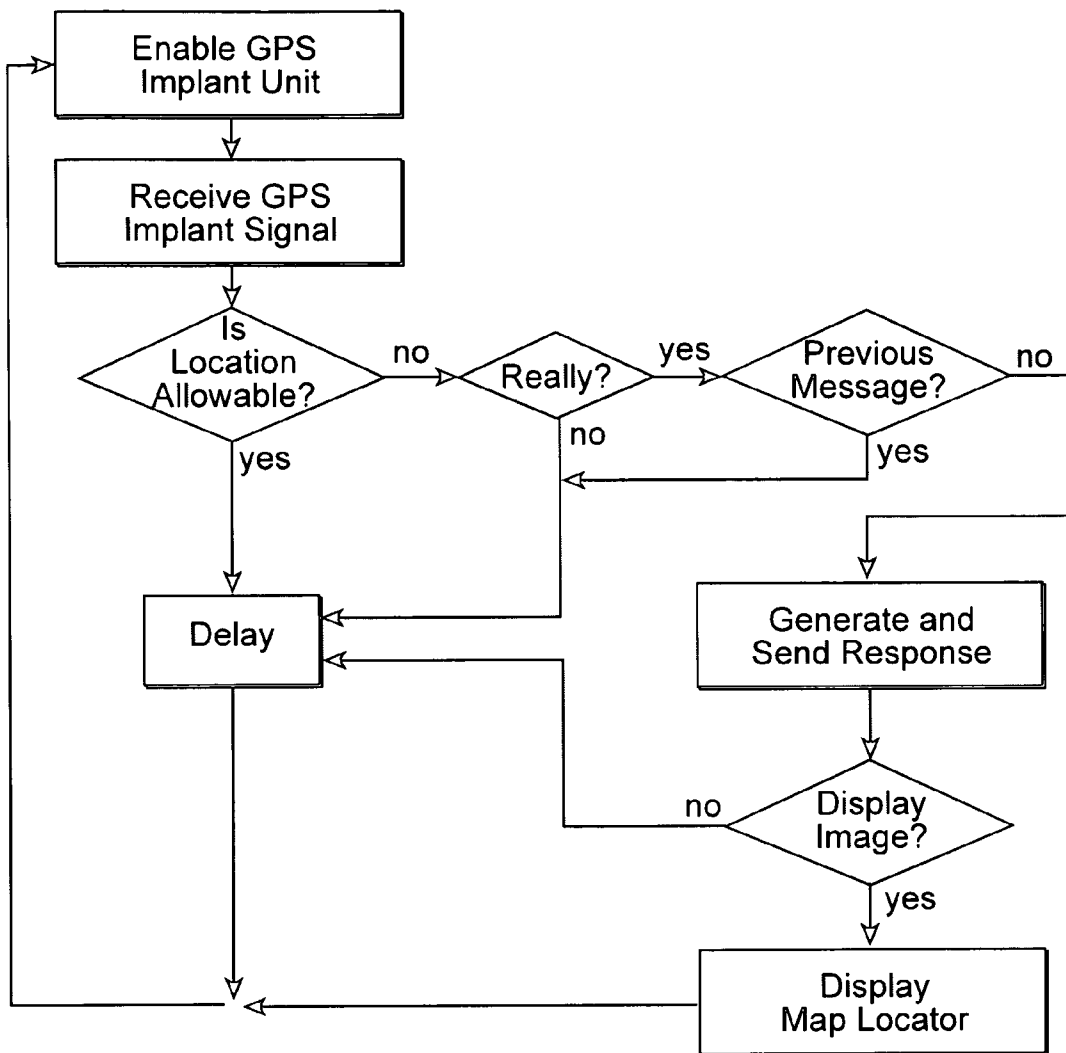 Enable GPS
Implant Unit
Receive GPS
Implant Signal
Is
Location
Allowable?
no
Really?
yes
Previous
Message?
no
yes
no
yes
Delay
Generate and
Send Response
no
Display
Image?
yes
Display
Map Locator